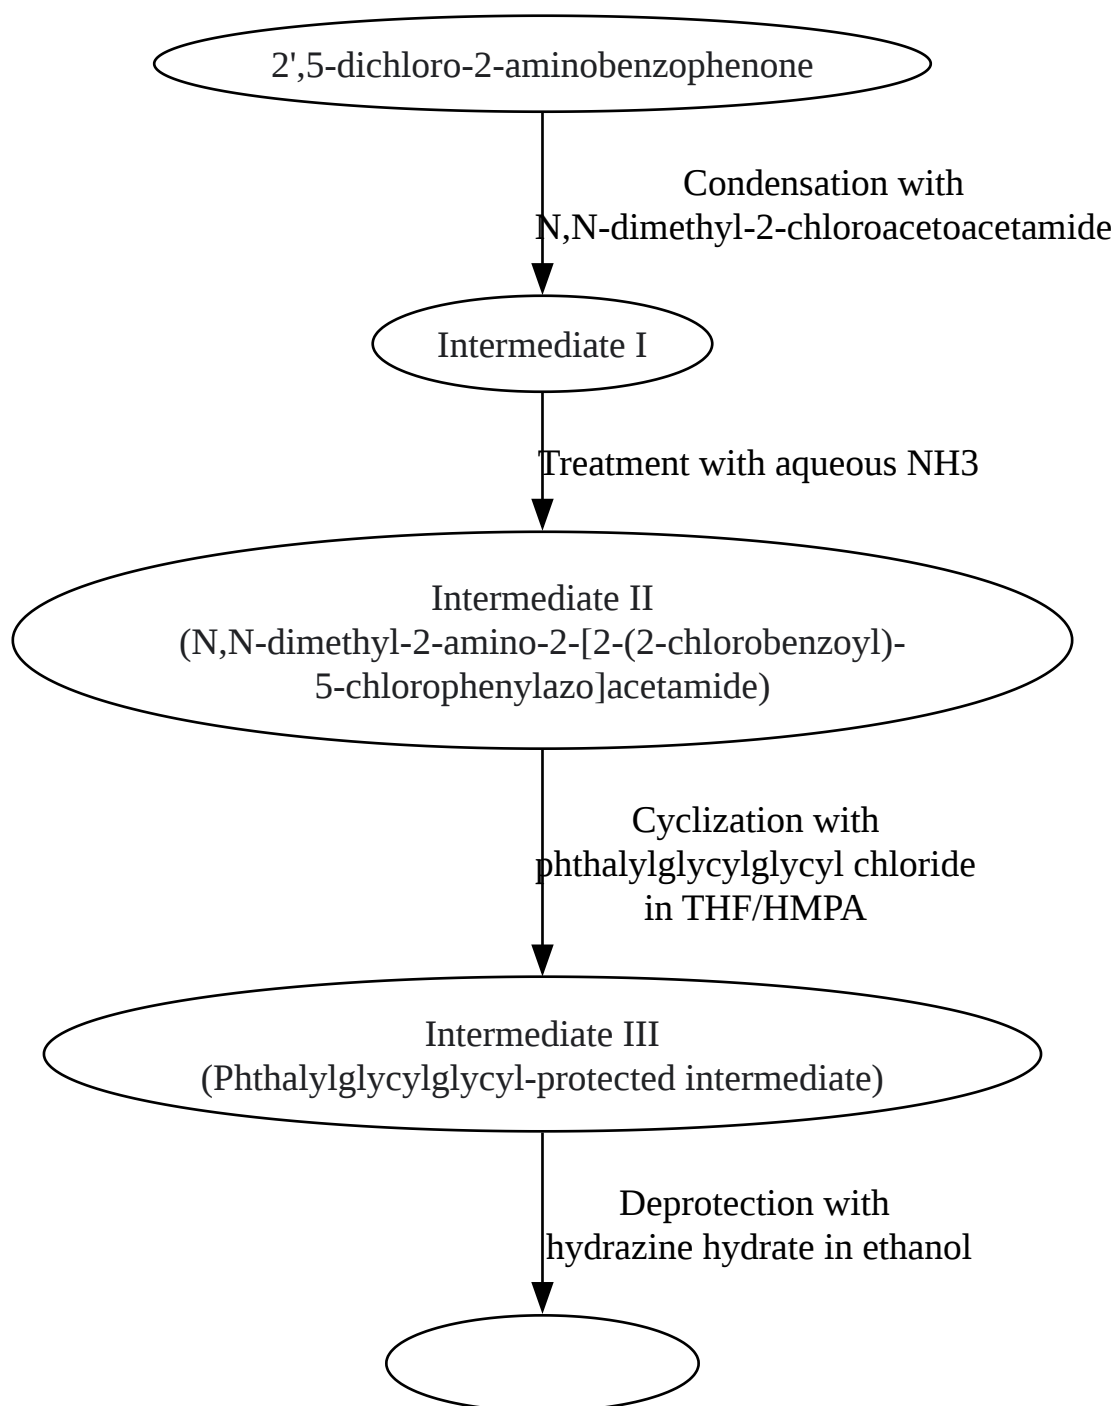 2',5-dichloro-2-aminobenzophenone
Condensation with
N,N-dimethyl-2-chloroacetoacetamide
Intermediate I
Treatment with aqueous NH3
Intermediate II
(N,N-dimethyl-2-amino-2-[2-(2-chlorobenzoyl)-
5-chlorophenylazo]acetamide)
Cyclization with
phthalylglycylglycyl chloride
in THF/HMPA
Intermediate III
(Phthalylglycylglycyl-protected intermediate)
Deprotection with
hydrazine hydrate in ethanol